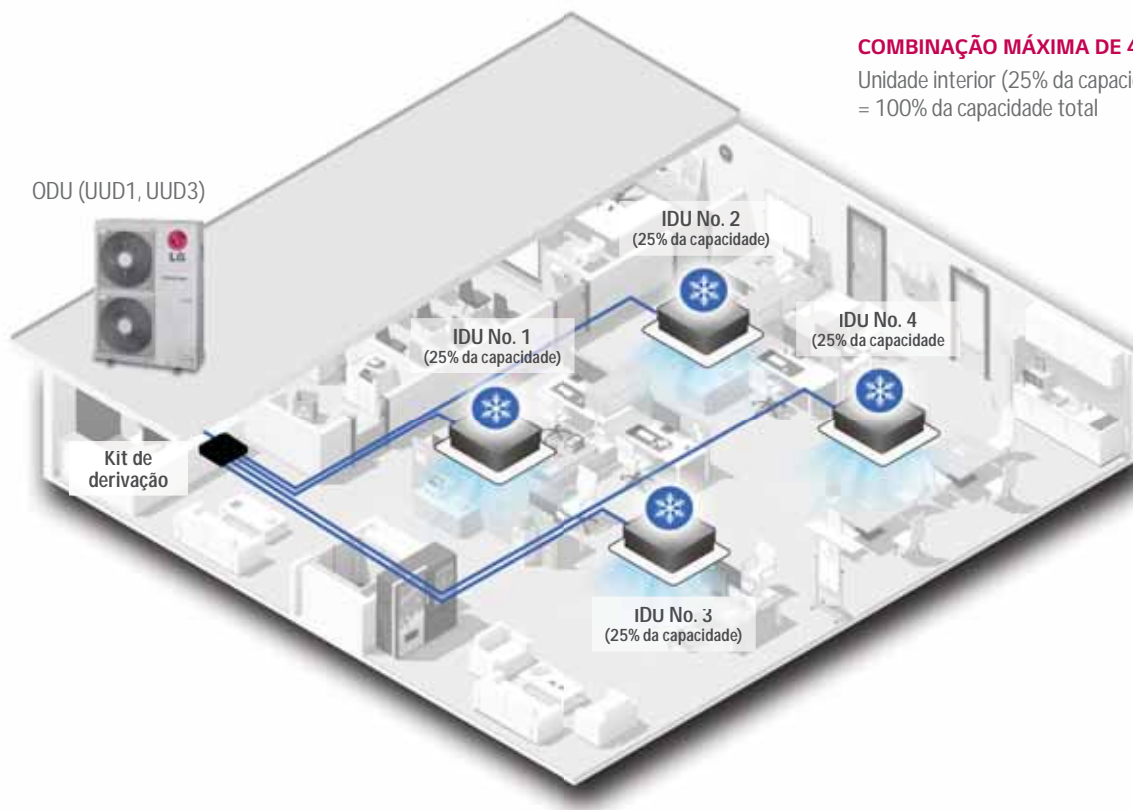 COMBINAÇÃO MÁXIMA DE 4
Unidade interior (25% da
= 100% da capacidade total
ODU (UUD1, UUD3)
LG
IDU No. 2
(25% da capacidade)
IDU No. 1
(25% da capacidade)
IDU No. 4
(25% da capacidade
Kit de
derivação
IDU No. 3
(25% da capacidade)